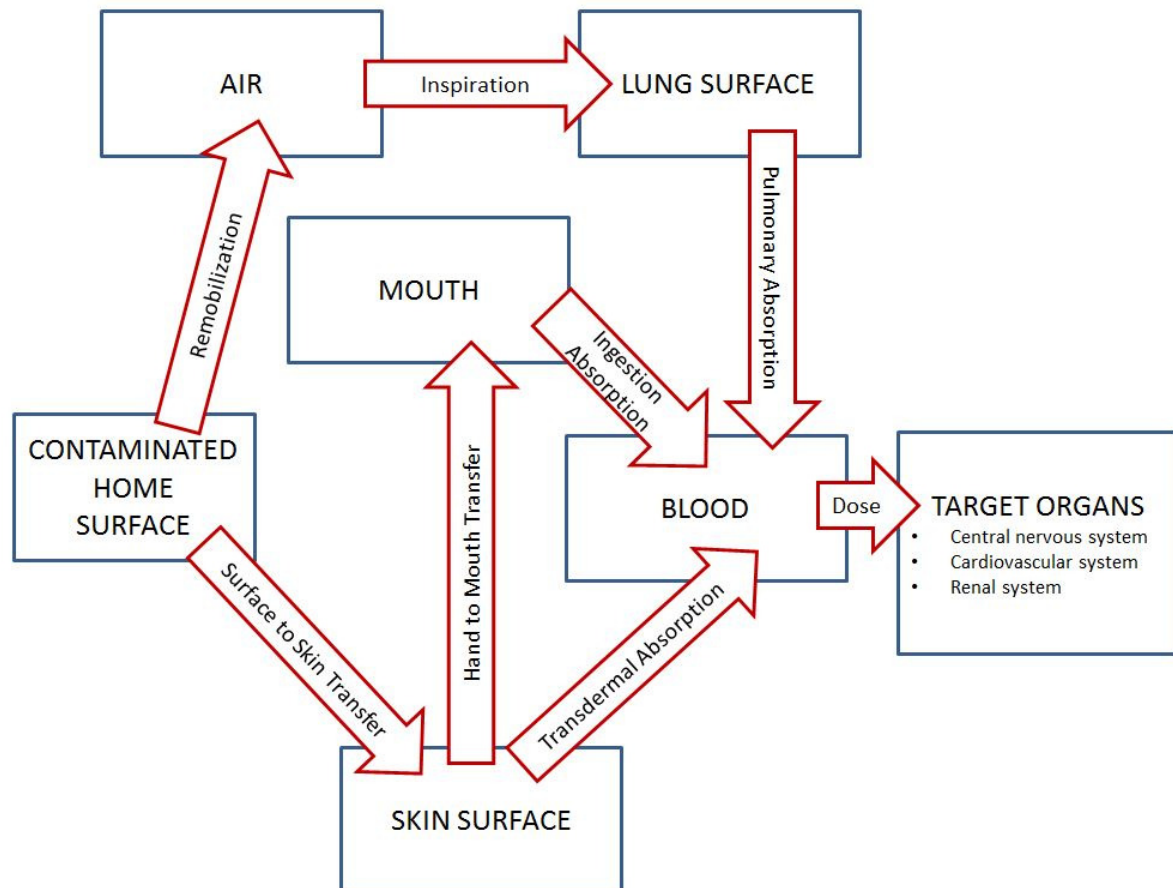 AIR
Inspiration
LUNG SURFACE
Remobilization
Pulmonary Absorption
MOUTH
Ingestion
Absorption
CONTAMINATED
HOME
SURFACE
Hand to Mouth Transfer
BLOOD
Dose
TARGET ORGANS
• Central nervous system
• Cardiovascular system
• Renal system
Surface to Skin Transfer
Transdermal Absorption
SKIN SURFACE